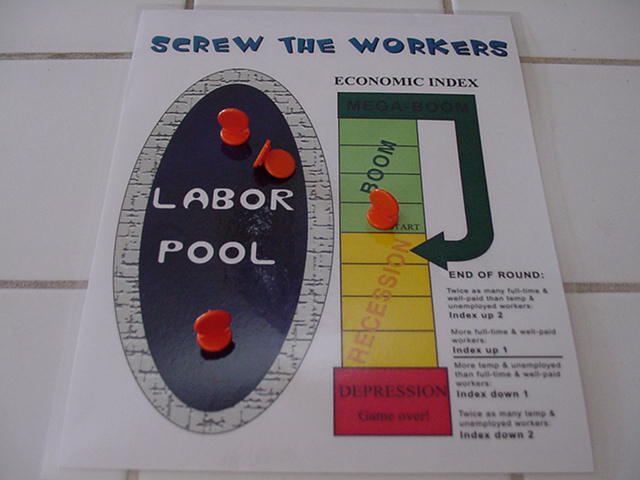 SCREW THE WORKERS
ECONOMIC INDEX
MEGA-BOOM
BOOM
START
LABOR
POOL
RECESSION
END OF ROUND:
Twice as many full-time &
well-paid than temp &
unemployed workers:
Index up 2
More full-time & well-paid
workers:
Index up 1
More temp & unemployed
than full-time & well-paid
workers:
Index down 1
Twice as many temp &
unemployed workers:
Index down 2
DEPRESSION
Game over!